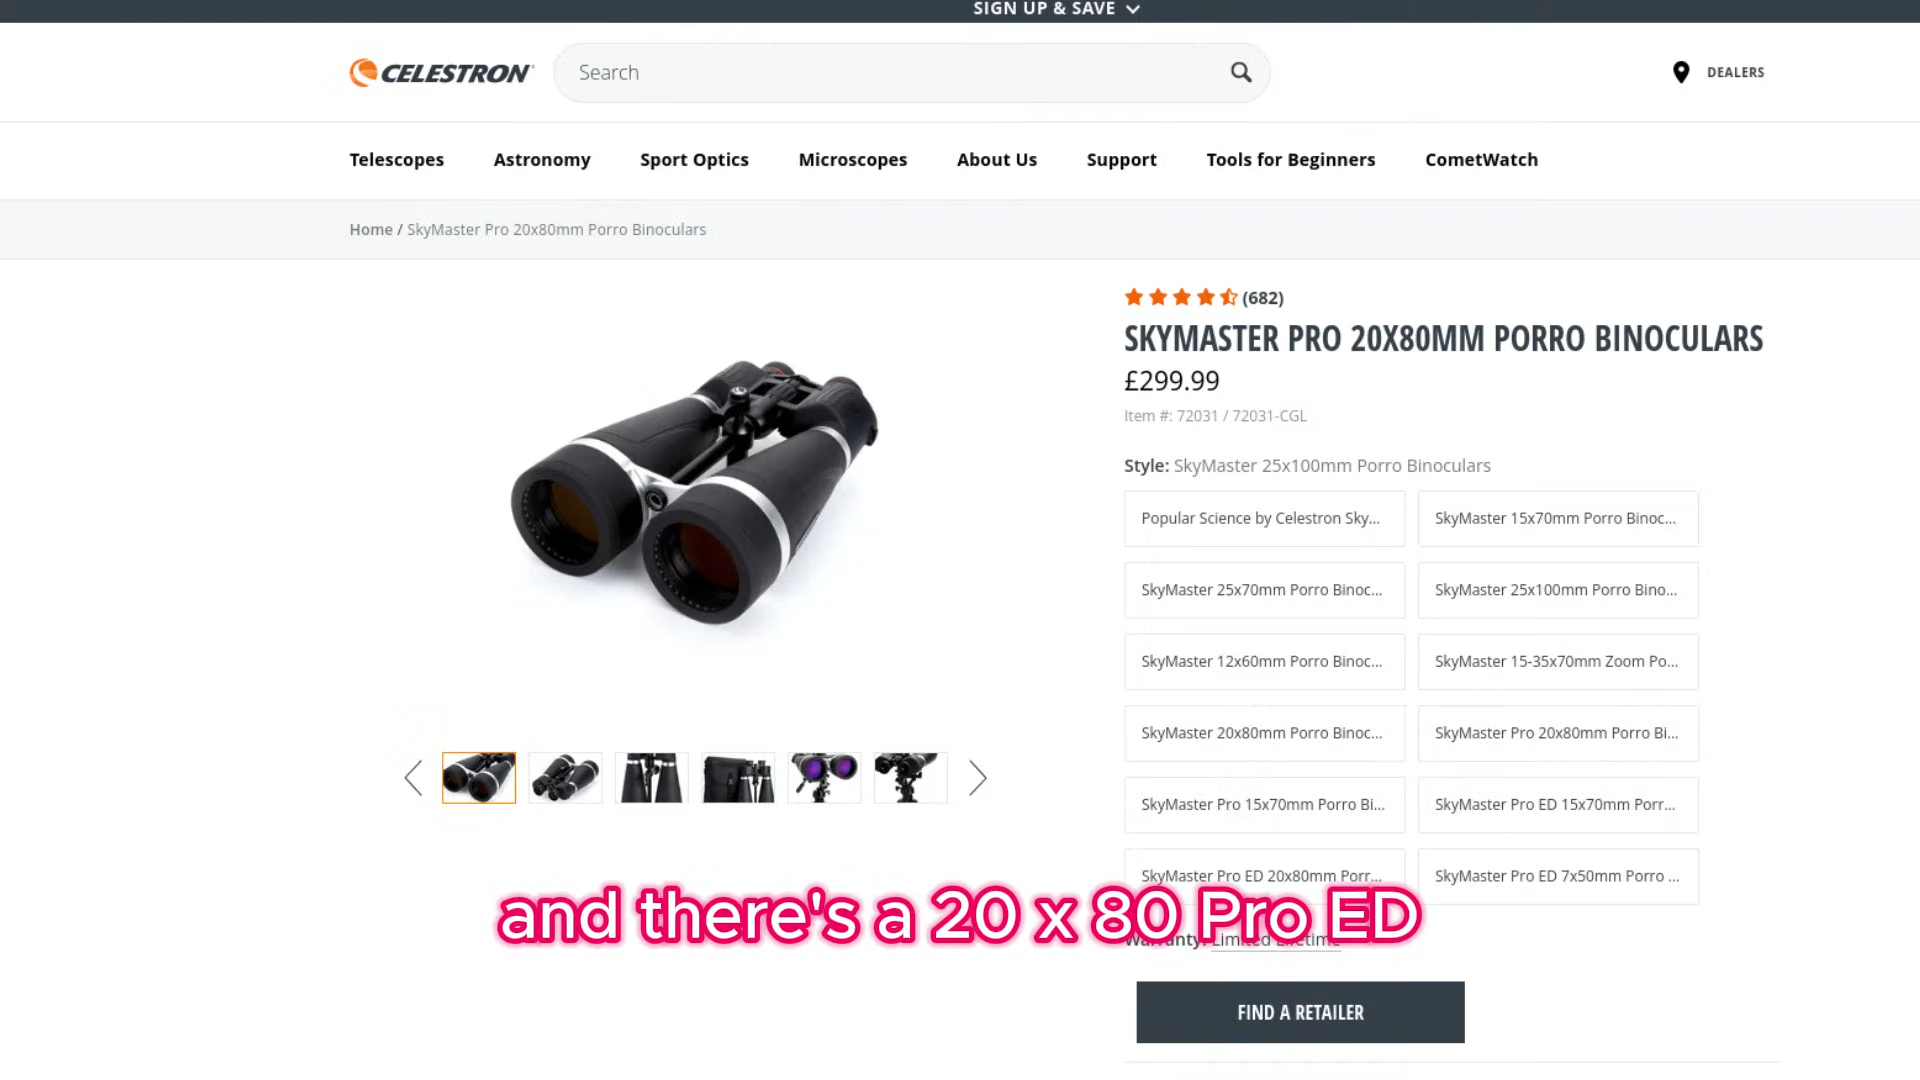 SIGN UP & SAVE
CELESTRON
Search
DEALERS
Telescopes Astronomy Sport Optics Microscopes About Us Support Tools for Beginners CometWatch
Home / SkyMaster Pro 20x80mm Porro Binoculars
(682)
SKYMASTER PRO 20X80MM PORRO BINOCULARS
£299.99
Item #: 72031 / 72031-CGL
Style: SkyMaster 25x100mm Porro Binoculars
Popular Science by Celestron Sky... SkyMaster 15x70mm Porro Binoc...
SkyMaster 25x70mm Porro Binoc... SkyMaster 25x100mm Porro Bino...
SkyMaster 12x60mm Porro Binoc... SkyMaster 15-35x70mm Zoom Po...
SkyMaster 20x80mm Porro Binoc... SkyMaster Pro 20x80mm Porro Bi...
SkyMaster Pro 15x70mm Porro Bi... SkyMaster Pro ED 15x70mm Porr...
SkyMaster Pro ED 20x80mm Porr... SkyMaster Pro ED 7x50mm Porro ...
and there's a 20 x 80 Pro ED
Warranty: Limited Lifetime
FIND A RETAILER